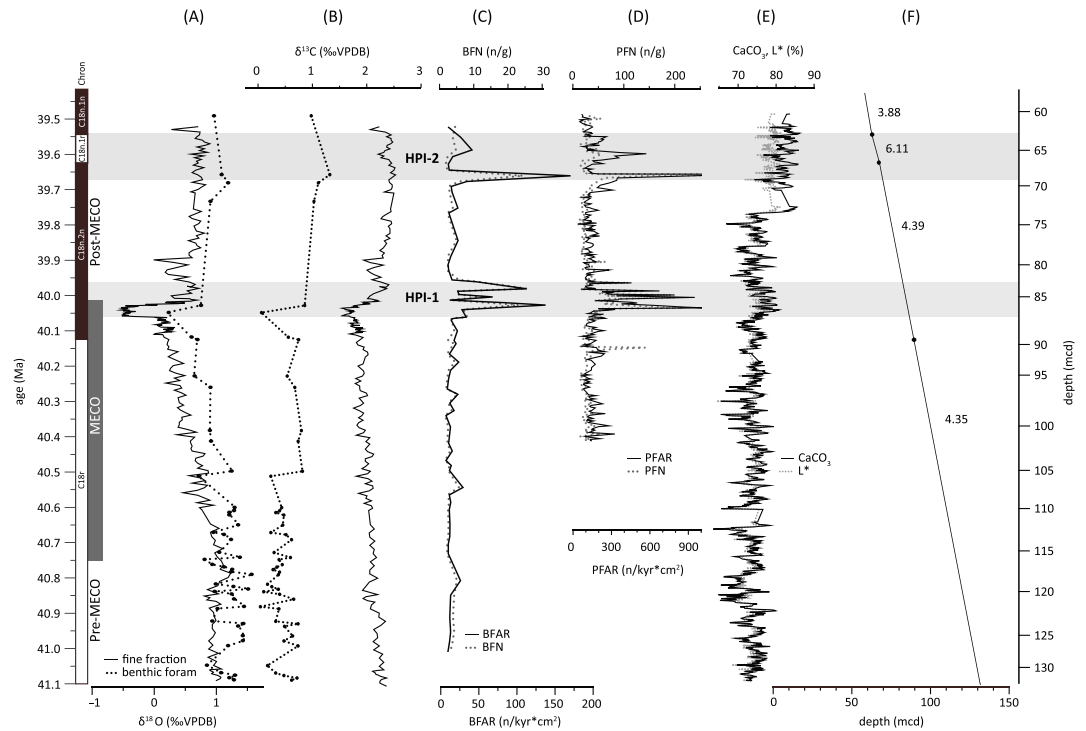 (A) (B) (C) (D) (E) (F)
δ¹³C (‰VPDB) BFN (n/g) PFN (n/g) CaCO₃, L* (%)
0 1 2 3 0 10 20 30 0 100 200 70 80 90
Chron
C18n.1n
C18n.1r
C18n.2n
C18r
Post-MECO
MECO
Pre-MECO
age (Ma)
39.5
39.6
39.7
39.8
39.9
40.0
40.1
40.2
40.3
40.4
40.5
40.6
40.7
40.8
40.9
41.0
41.1
HPI-2
HPI-1
fine fraction
benthic foram
−1 0 1
δ¹⁸O (‰VPDB)
BFAR
BFN
0 50 100 150 200
BFAR (n/kyr*cm²)
PFAR
PFN
0 300 600 900
PFAR (n/kyr*cm²)
CaCO₃
L*
3.88
6.11
4.39
4.35
0 50 100 150
depth (mcd)
60
65
70
75
80
85
90
95
100
105
110
115
120
125
130
depth (mcd)